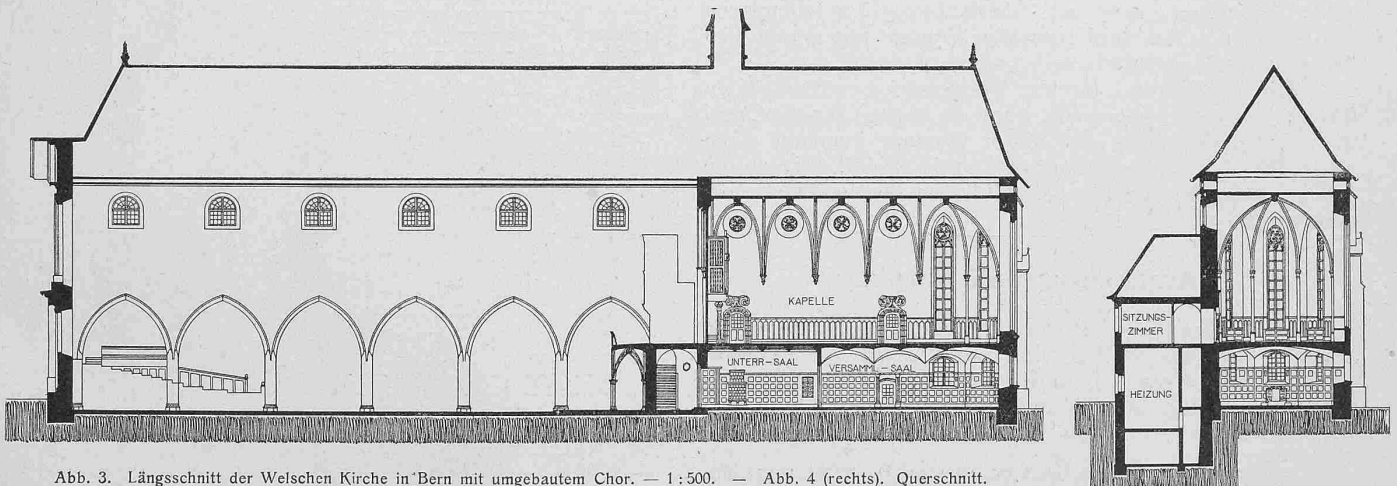 KAPELLE
UNTERR-SAAL
VERSAMML-SAAL
SITZUNGS-
ZIMMER
HEIZUNG
Abb. 3. Längsschnitt der Welschen Kirche in Bern mit umgebautem Chor. — 1 : 500. — Abb. 4 (rechts). Querschnitt.